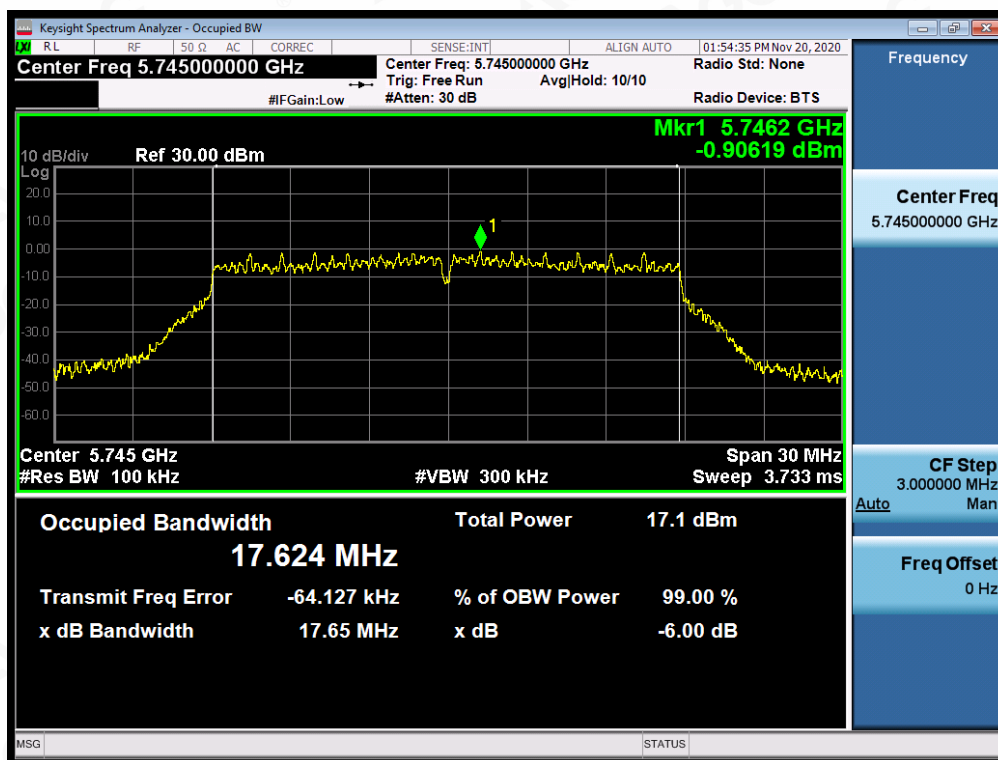 Keysight Spectrum Analyzer - Occupied BW
LXI RL RF 50 Ω AC CORREC SENSE:INT ALIGN AUTO 01:54:35 PM Nov 20, 2020
Center Freq 5.745000000 GHz
Center Freq: 5.745000000 GHz Radio Std: None
Trig: Free Run Avg|Hold: 10/10
#IFGain:Low #Atten: 30 dB Radio Device: BTS
Mkr1 5.7462 GHz
10 dB/div Ref 30.00 dBm -0.90619 dBm
Log
20.0
10.0
1
0.00
-10.0
-20.0
-30.0
-40.0
-50.0
-60.0
Center 5.745 GHz Span 30 MHz
#Res BW 100 kHz #VBW 300 kHz Sweep 3.733 ms
Occupied Bandwidth Total Power 17.1 dBm
17.624 MHz
Transmit Freq Error -64.127 kHz % of OBW Power 99.00 %
x dB Bandwidth 17.65 MHz x dB -6.00 dB
MSG STATUS
Frequency
Center Freq
5.745000000 GHz
CF Step
3.000000 MHz
Auto Man
Freq Offset
0 Hz